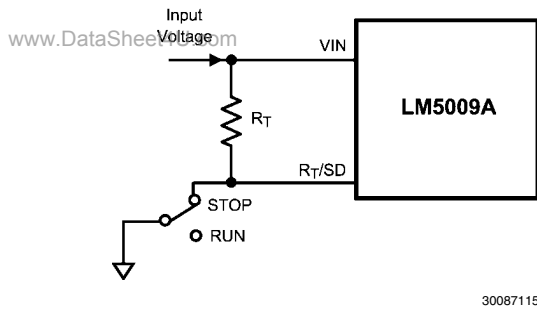 Input
Voltage
www.DataSheet4U.com
VIN
LM5009A
RT
RT/SD
STOP
RUN
30087115